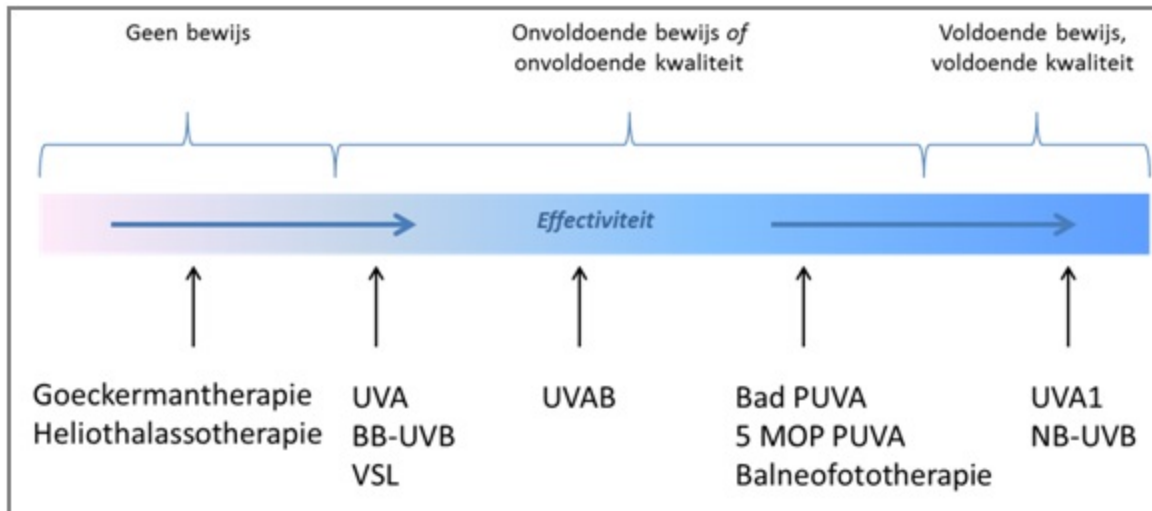 Geen bewijs
Onvoldoende bewijs of
onvoldoende kwaliteit
Voldoende bewijs,
voldoende kwaliteit
Effectiviteit
Goeckermantherapie
Heliothalassotherapie
UVA
BB-UVB
VSL
UVAB
Bad PUVA
5 MOP PUVA
Balneofototherapie
UVA1
NB-UVB